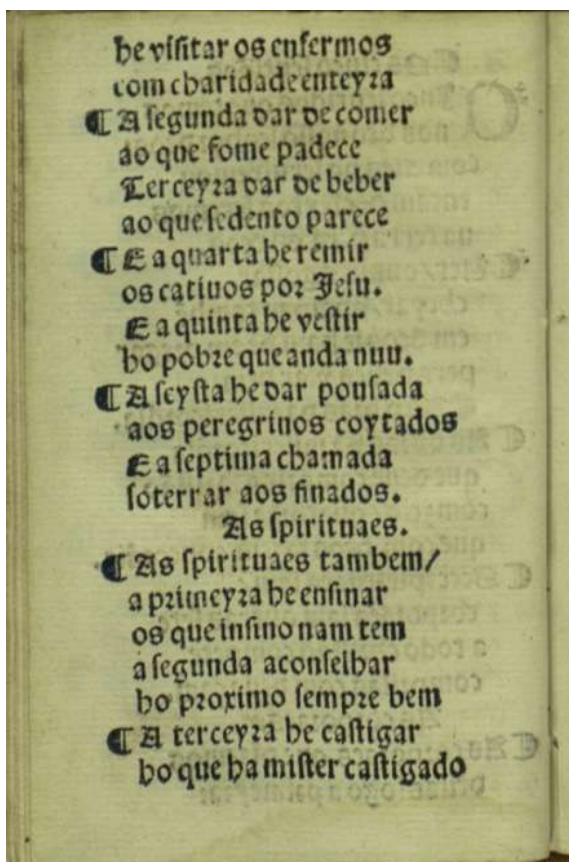 he visitar os enfermos
com charidade enteyra
¶ A segunda dar de comer
ao que fome padece
Terceyra dar de beber
ao que sedento parece
¶ E a quarta he remir
os catiuos por Jesu.
E a quinta he vestir
ho pobre que anda nuu.
¶ A seysta he dar pousada
aos peregrinos coytados
E a septima chamada
soterrar aos finados.
As spirituaes.
¶ As spirituaes tambem/
a primeyra he ensinar
os que insino nam tem
a segunda aconselhar
ho proximo sempre bem
¶ A terceyra he castigar
ho que ha mister castigado